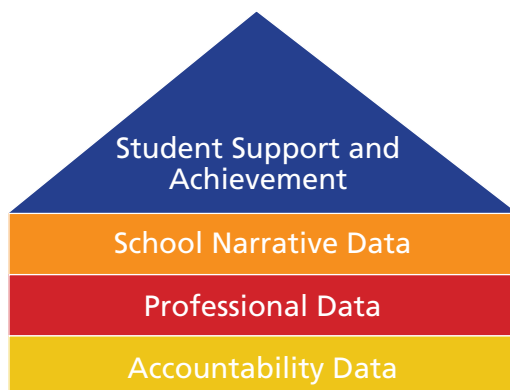 Student Support and
Achievement
School Narrative Data
Professional Data
Accountability Data